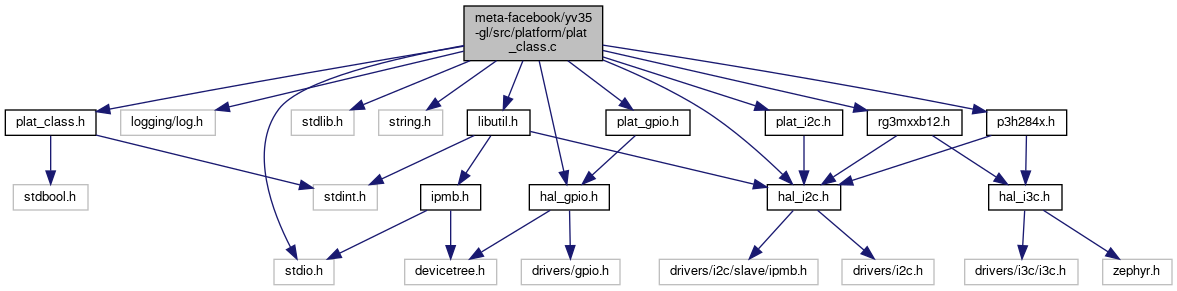 meta-facebook/yv35
-gl/src/platform/plat
_class.c
plat_class.h
logging/log.h
stdlib.h
string.h
libutil.h
plat_gpio.h
plat_i2c.h
rg3mxxb12.h
p3h284x.h
stdbool.h
stdint.h
ipmb.h
hal_gpio.h
hal_i2c.h
hal_i3c.h
stdio.h
devicetree.h
drivers/gpio.h
drivers/i2c/slave/ipmb.h
drivers/i2c.h
drivers/i3c/i3c.h
zephyr.h